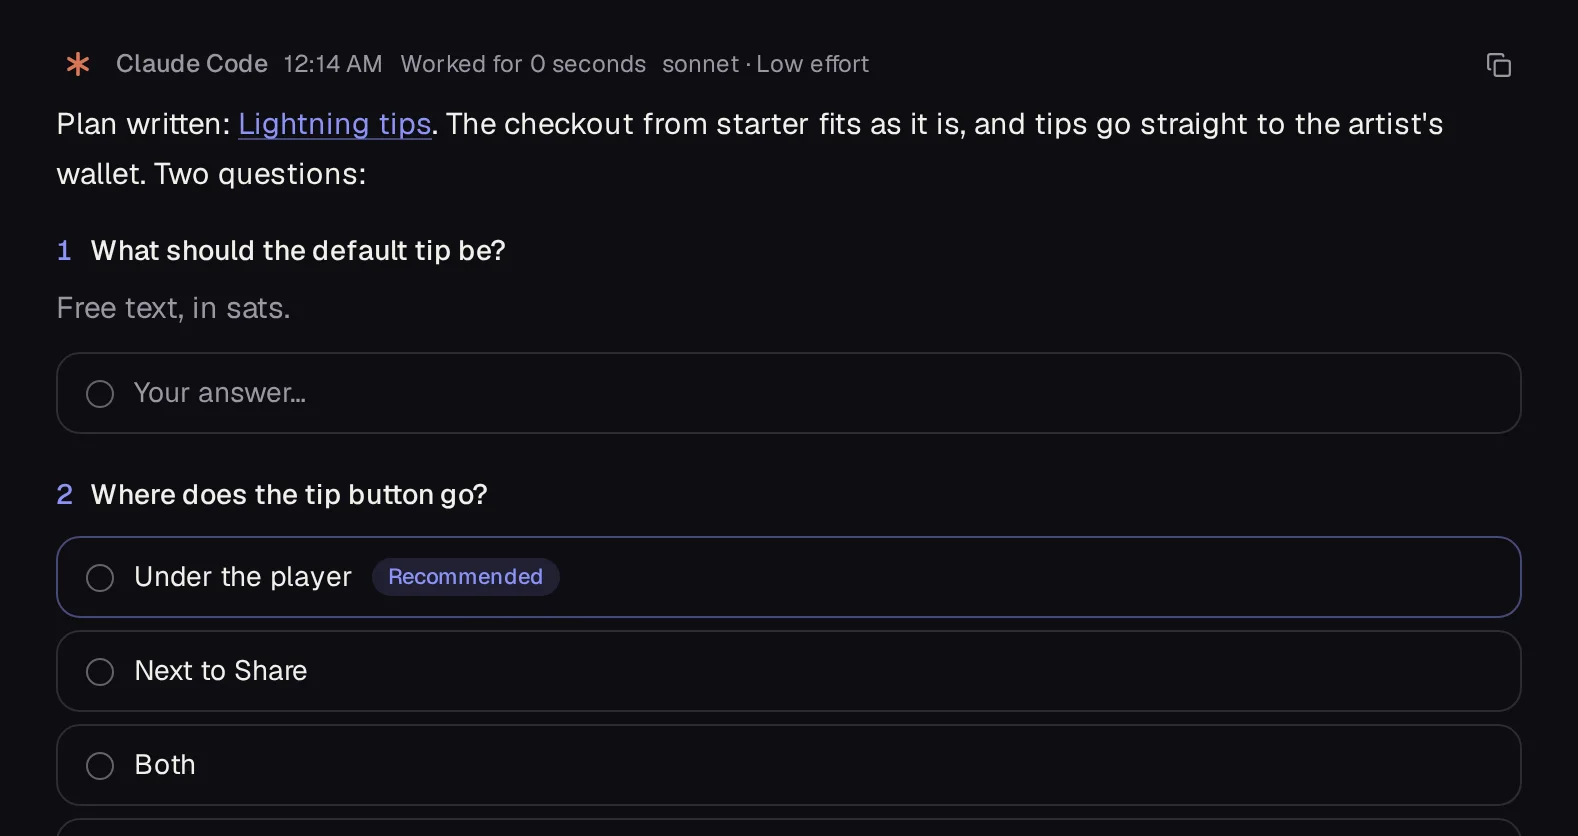 Claude Code 12:14 AM Worked for 0 seconds sonnet · Low effort
Plan written: Lightning tips. The checkout from starter fits as it is, and tips go straight to the artist's
wallet. Two questions:
1 What should the default tip be?
Free text, in sats.
Your answer...
2 Where does the tip button go?
Under the player Recommended
Next to Share
Both